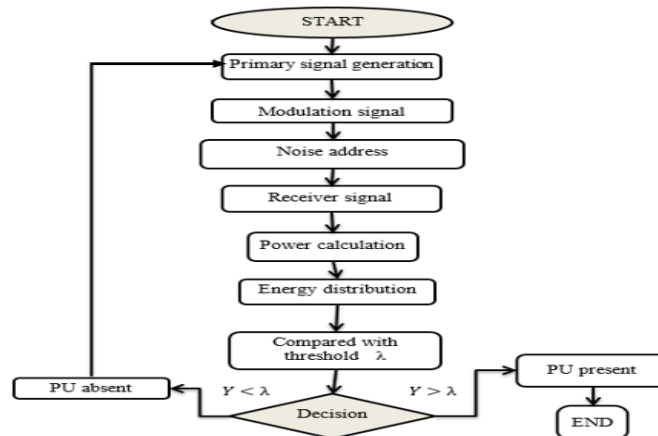 START
Primary signal generation
Modulation signal
Noise address
Receiver signal
Power calculation
Energy distribution
Compared with
threshold λ
PU absent
Y < λ
Decision
Y > λ
PU present
END